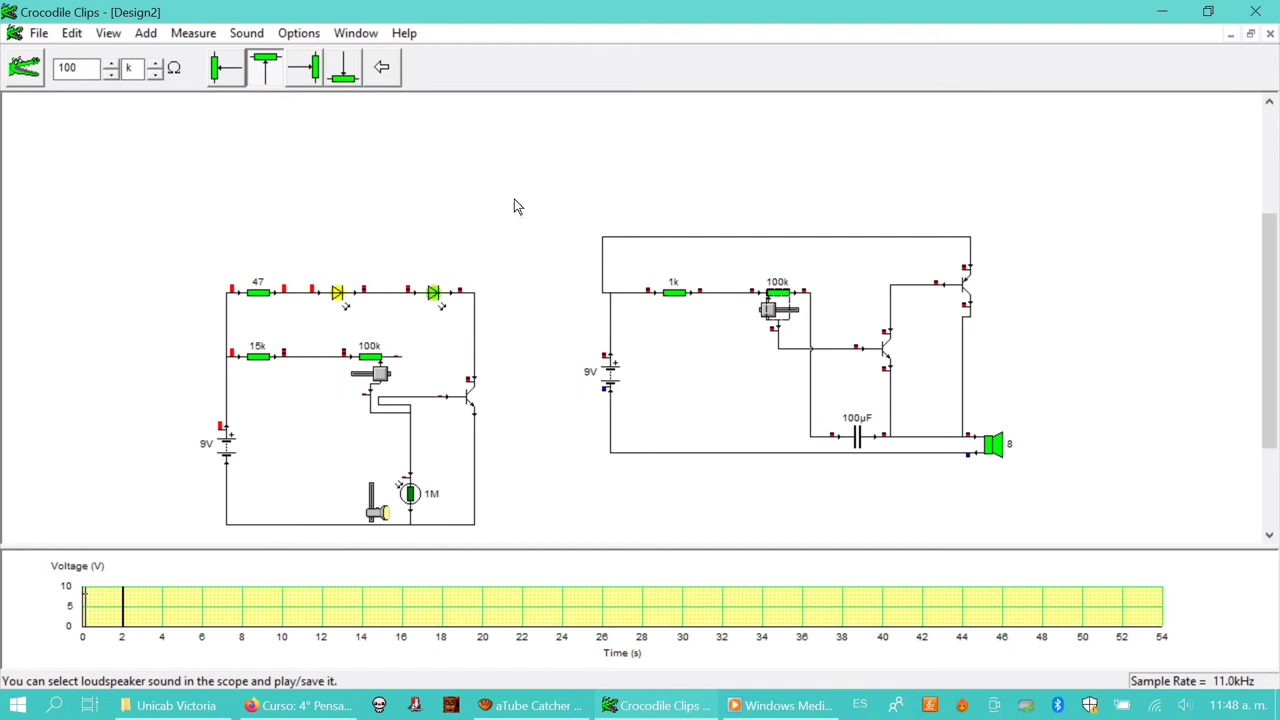 Crocodile Clips - [Design2]
File Edit View Add Measure Sound Options Window Help
100 k Ω
1k 100k
47
15k 100k
9V
9V
100µF
8
1M
Voltage (V)
10
5
0
0 2 4 6 8 10 12 14 16 18 20 22 24 26 28 30 32 34 36 38 40 42 44 46 48 50 52 54
Time (s)
You can select loudspeaker sound in the scope and play/save it.
Sample Rate = 11.0kHz
Unicab Victoria
Curso: 4° Pensa...
aTube Catcher ...
Crocodile Clips ...
Windows Medi...
ES
11:48 a. m.